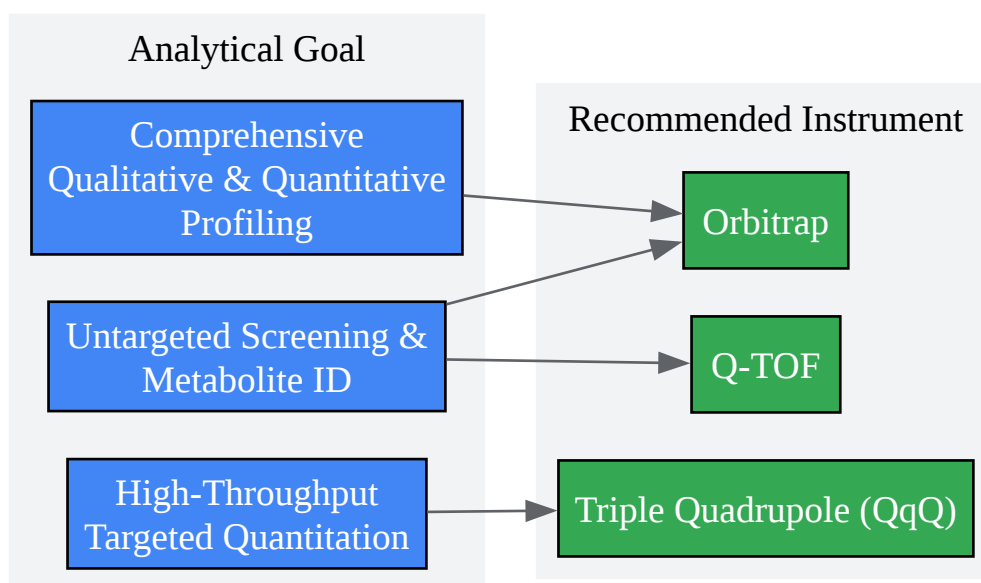 Analytical Goal
Comprehensive
Qualitative & Quantitative
Profiling
Untargeted Screening &
Metabolite ID
High-Throughput
Targeted Quantitation
Recommended Instrument
Orbitrap
Q-TOF
Triple Quadrupole (QqQ)